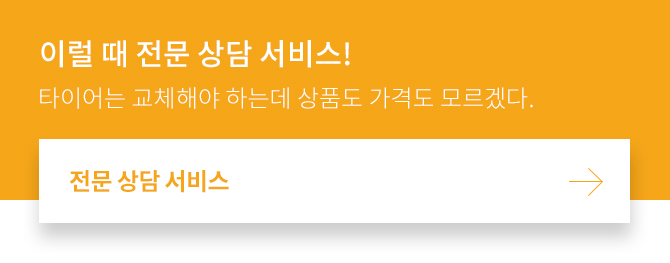 이럴 때 전문 상담 서비스!
타이어는 교체해야 하는데 상품도 가격도 모르겠다.
전문 상담 서비스